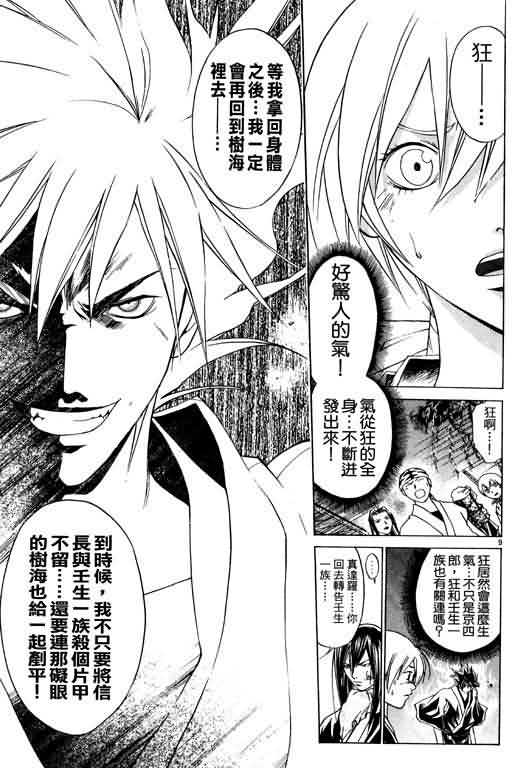 狂
——…
好驚人的氣！
氣從狂的全
身…不斷迸
發出來！
狂啊…！
9
狂居然會這麼生
氣…不只是京四
郎，狂和壬生一
族也有關連嗎？
真達羅……你
回去轉告壬生
一族…
…
等我拿回身體
之後…我一定
會再回到樹海
裡去——
到時候，我不只要將信
長與壬生一族殺個片甲
不留……還要連那礙眼
的樹海也給一起剷平！